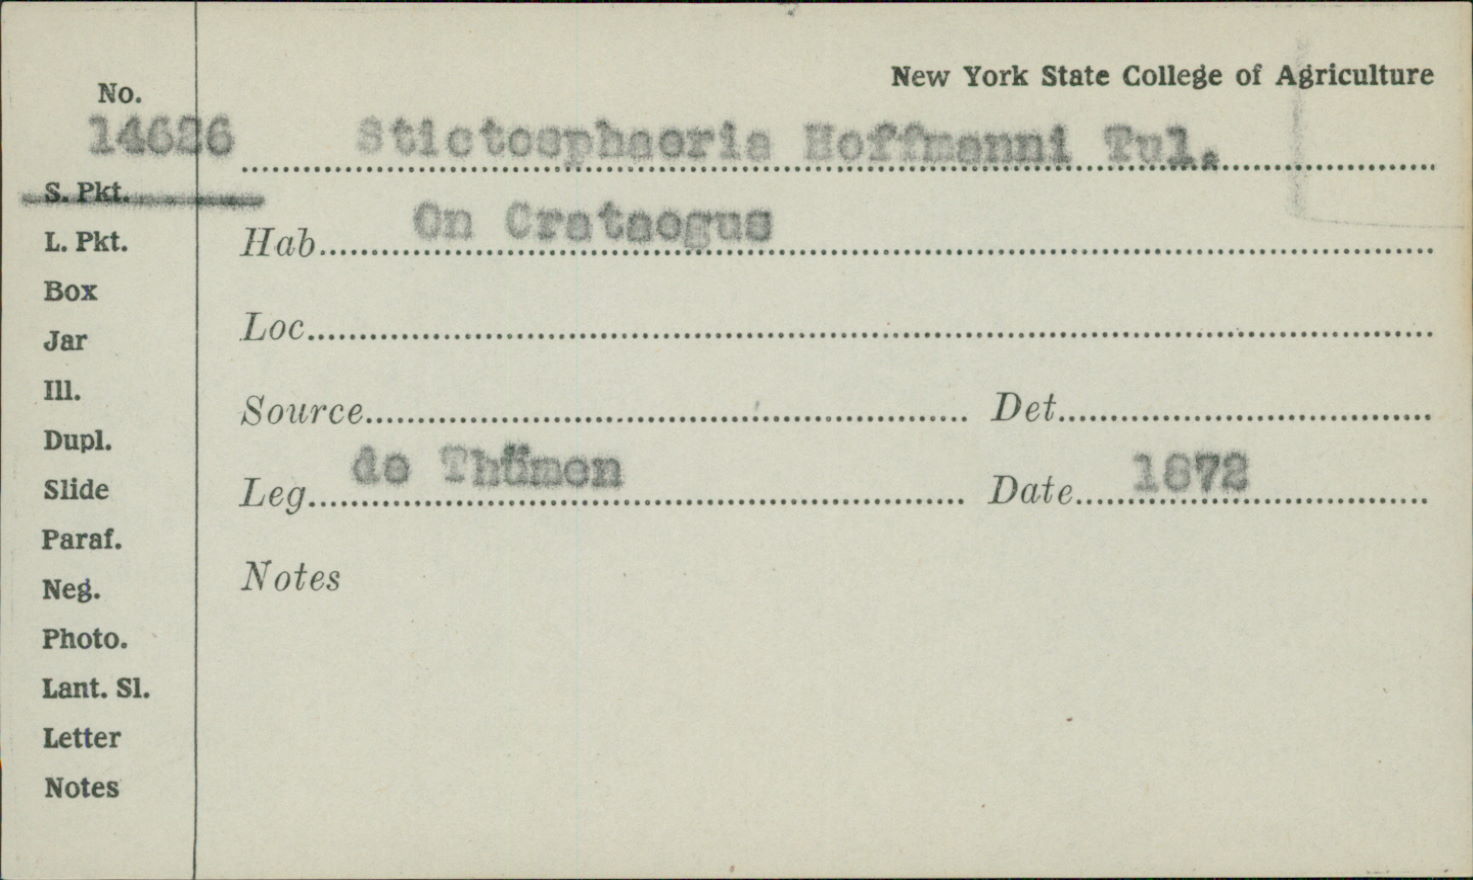 New York State College of Agriculture
No.
14626 Stictosphaeria Hoffmanni Tul.
S. Pkt.
Hab. On Crataegus
L. Pkt.
Box
Loc.
Jar
Ill.
Source Det.
Dupl.
Leg. de Thümen Date 1872
Slide
Paraf.
Notes
Neg.
Photo.
Lant. Sl.
Letter
Notes